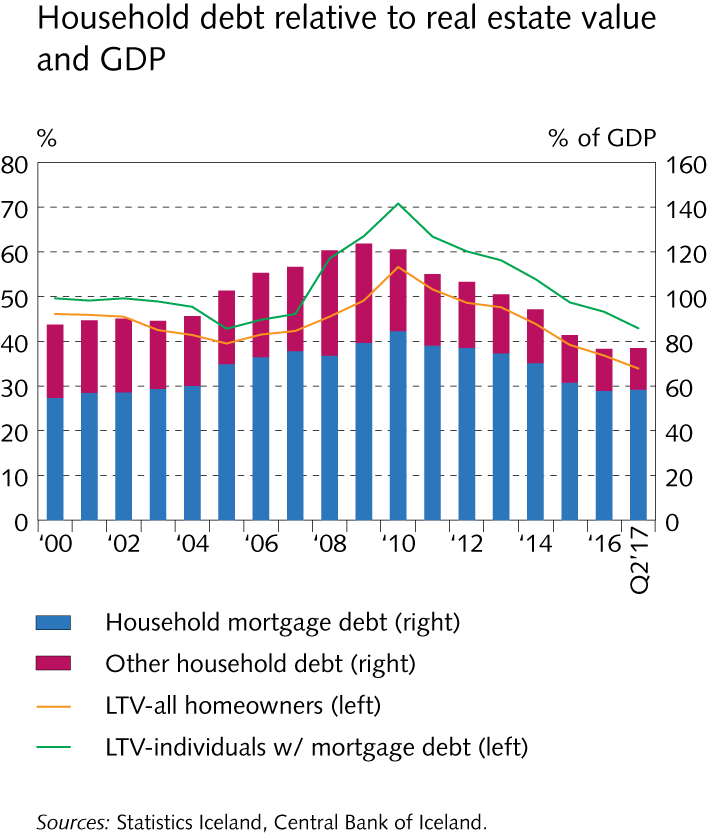 Household debt relative to real estate value
and GDP
% % of GDP
80 160
70 140
60 120
50 100
40 80
30 60
20 40
10 20
0 0
‘00 ‘02 ‘04 ‘06 ‘08 ‘10 ‘12 ‘14 ‘16 Q2’17
Household mortgage debt (right)
Other household debt (right)
LTV-all homeowners (left)
LTV-individuals w/ mortgage debt (left)
Sources: Statistics Iceland, Central Bank of Iceland.